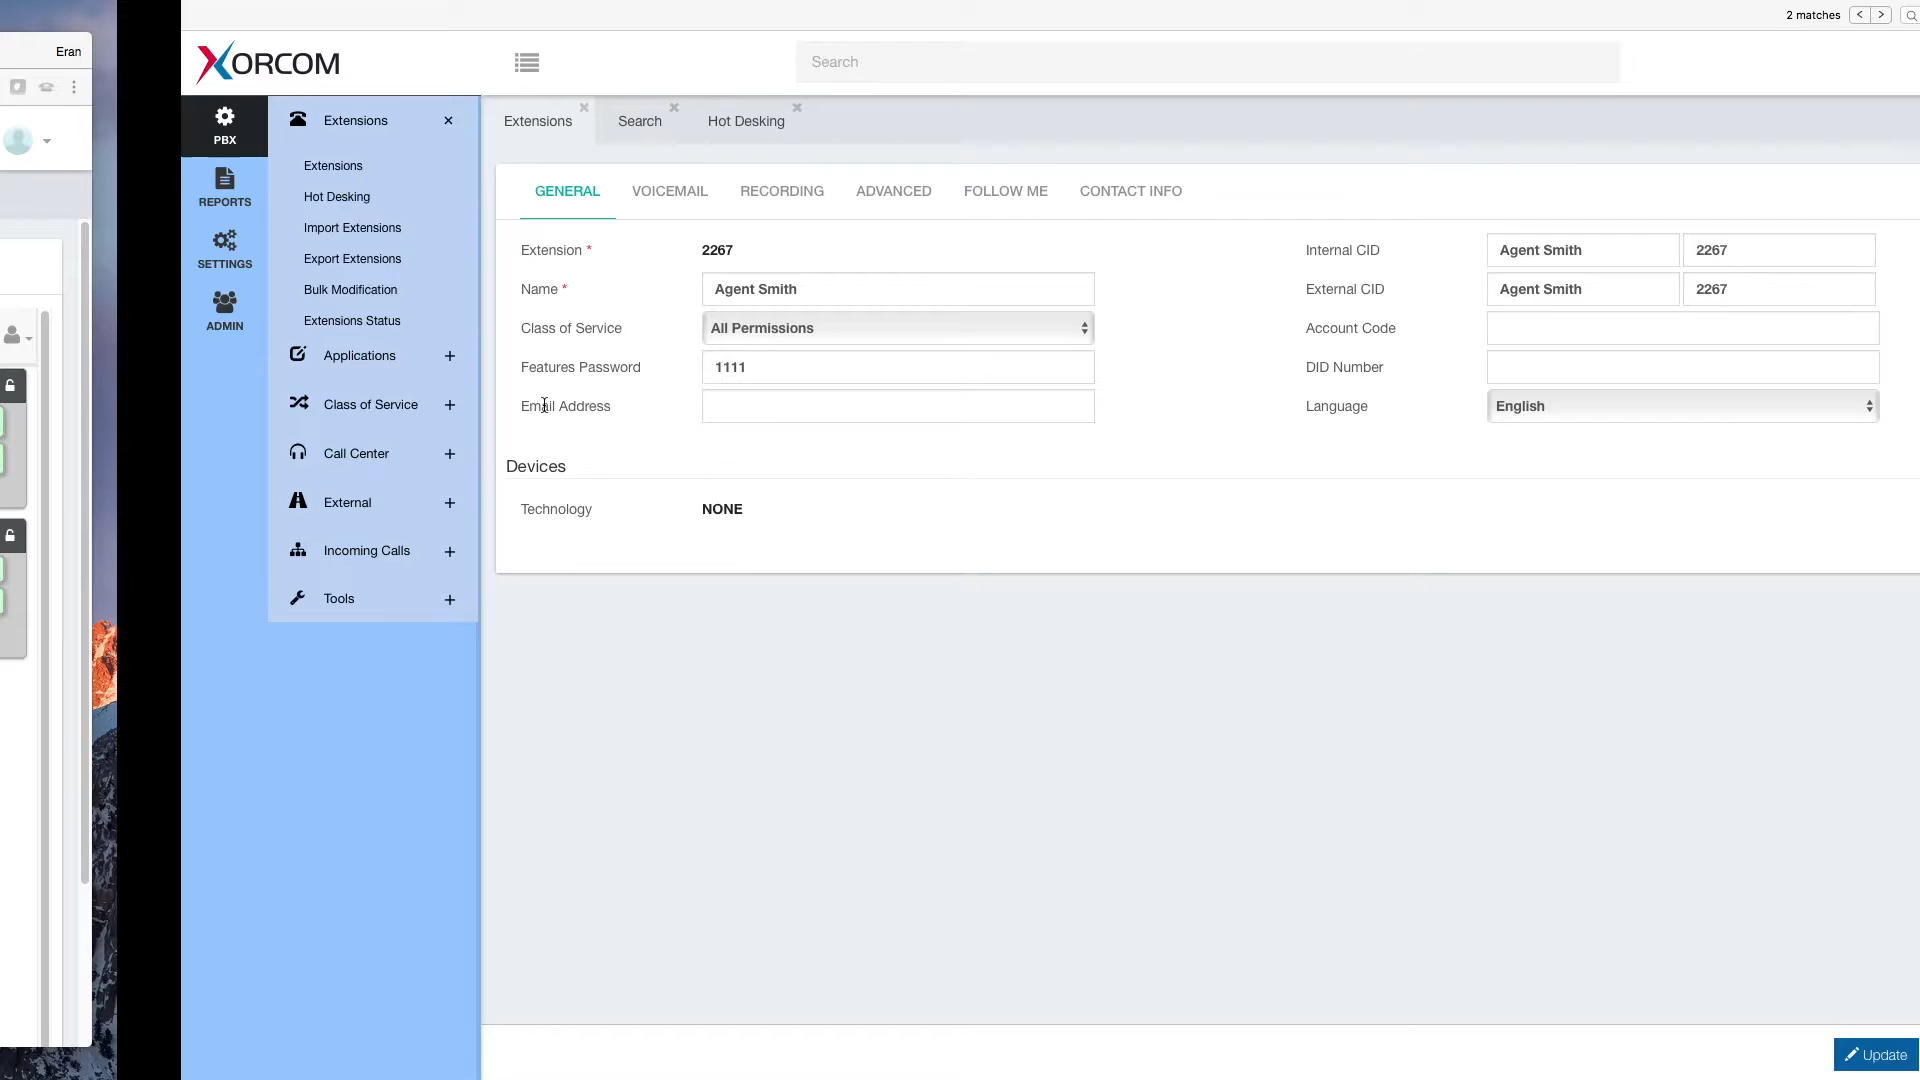 2 matches
Eran
XORCOM
Search
PBX
REPORTS
SETTINGS
ADMIN
Extensions
Extensions
Hot Desking
Import Extensions
Export Extensions
Bulk Modification
Extensions Status
Applications
Class of Service
Call Center
External
Incoming Calls
Tools
Extensions Search Hot Desking
GENERAL VOICEMAIL RECORDING ADVANCED FOLLOW ME CONTACT INFO
Extension * 2267
Name * Agent Smith
Class of Service All Permissions
Features Password 1111
Email Address
Internal CID Agent Smith 2267
External CID Agent Smith 2267
Account Code
DID Number
Language English
Devices
Technology NONE
Update